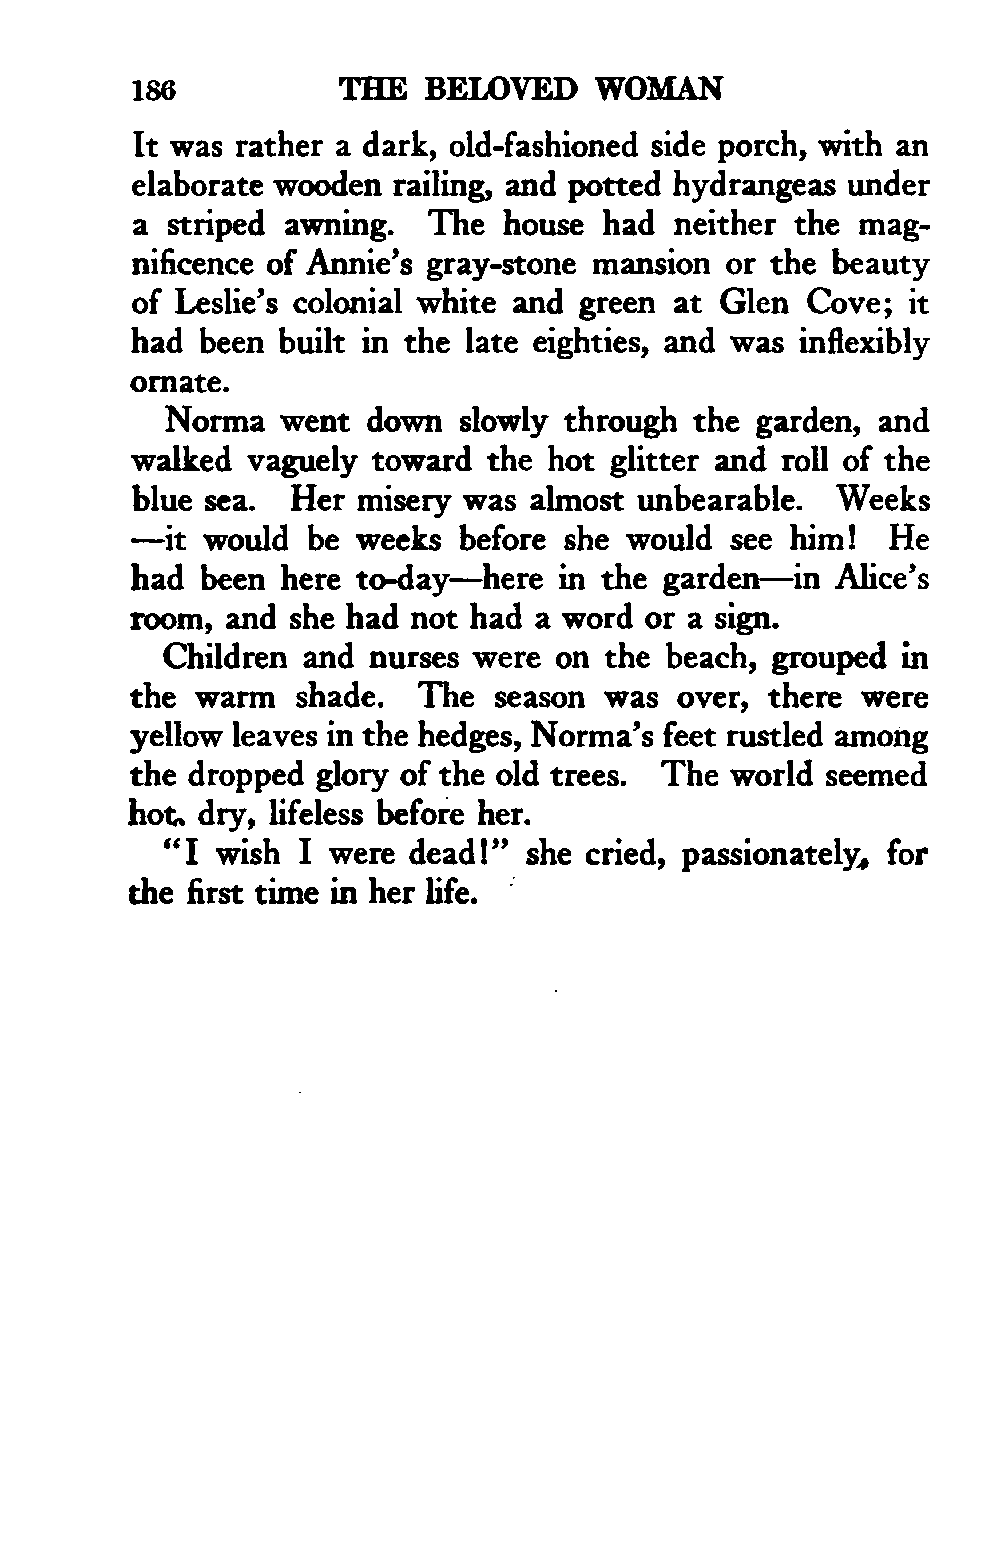 186 THE BELOVED WOMAN
It was rather a dark, old-fashioned side porch, with an
elaborate wooden railing, and potted hydrangeas under
a striped awning. The house had neither the mag-
nificence of Annie's gray-stone mansion or the beauty
of Leslie's colonial white and green at Glen Cove; it
had been built in the late eighties, and was inflexibly
ornate.
Norma went down slowly through the garden, and
walked vaguely toward the hot glitter and roll of the
blue sea. Her misery was almost unbearable. Weeks
—it would be weeks before she would see him! He
had been here to-day—here in the garden—in Alice's
room, and she had not had a word or a sign.
Children and nurses were on the beach, grouped in
the warm shade. The season was over, there were
yellow leaves in the hedges, Norma's feet rustled among
the dropped glory of the old trees. The world seemed
hot, dry, lifeless before her.
"I wish I were dead!" she cried, passionately, for
the first time in her life.